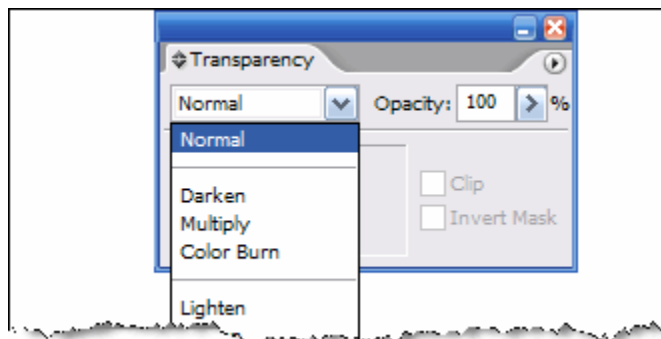 Transparency
Normal Opacity: 100 %
Normal
Darken
Multiply
Color Burn
Clip
Invert Mask
Lighten